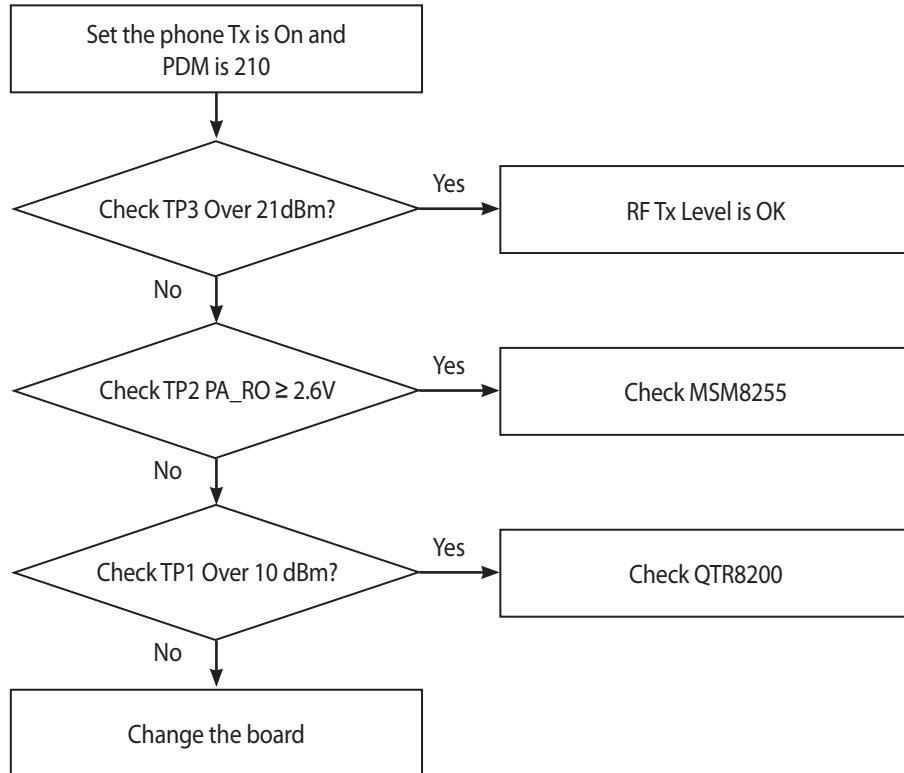 Set the phone Tx is On and
PDM is 210
Check TP3 Over 21dBm?
Yes
RF Tx Level is OK
No
Check TP2 PA_RO ≥ 2.6V
Yes
Check MSM8255
No
Check TP1 Over 10 dBm?
Yes
Check QTR8200
No
Change the board